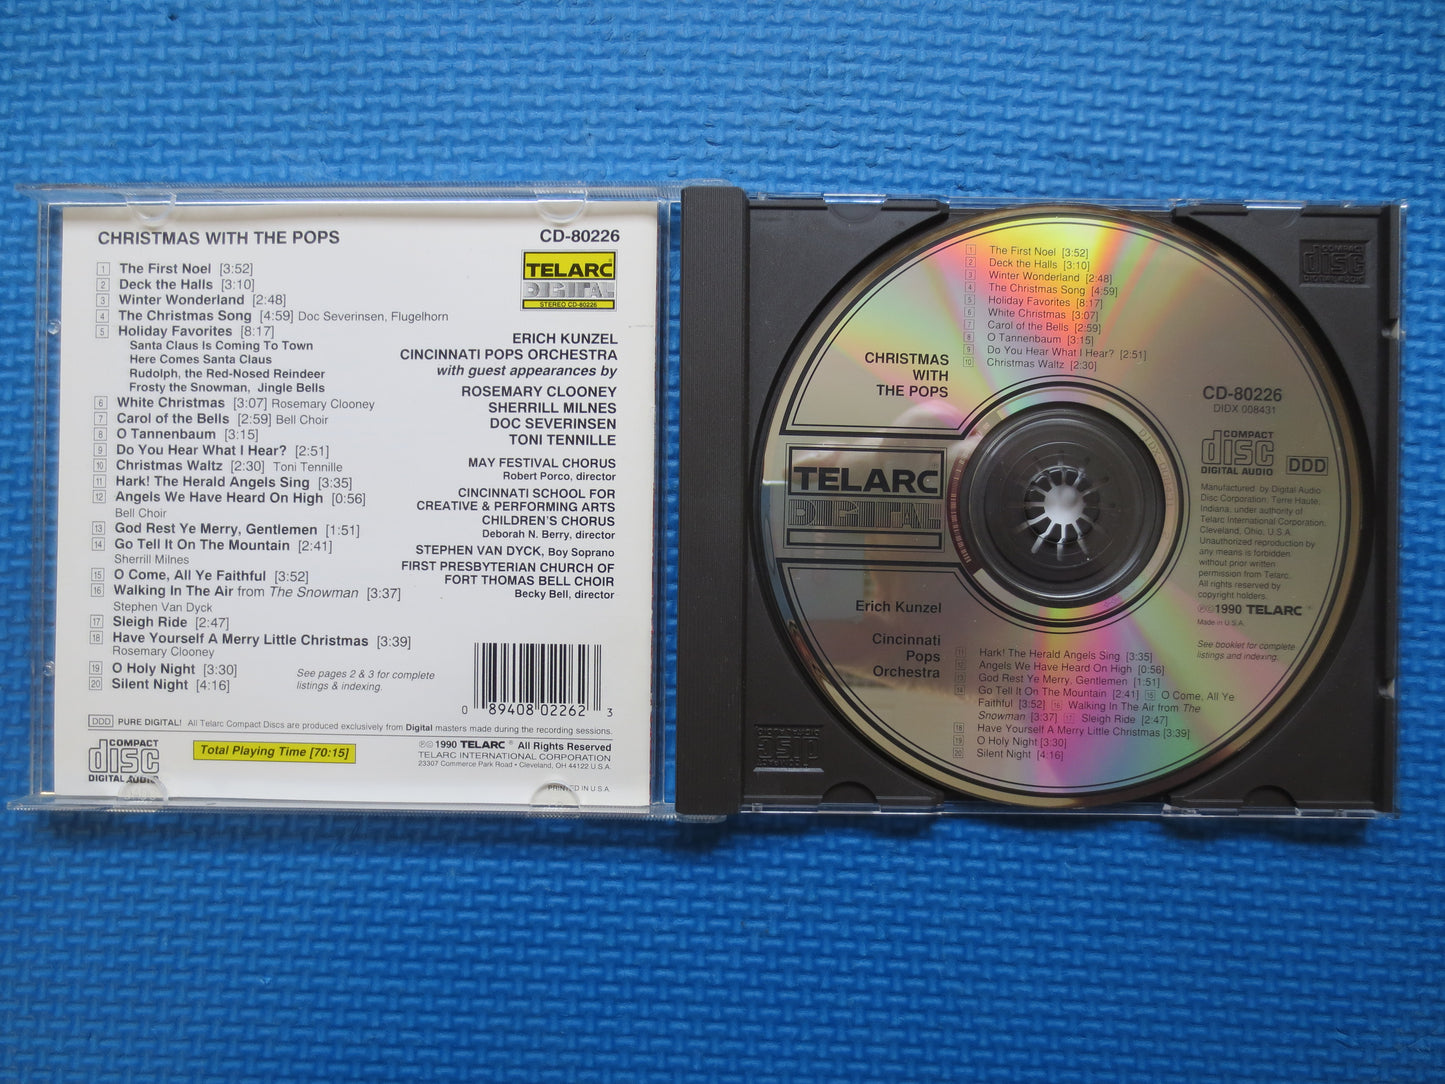 CHRISTMAS WITH THE POPS
1 The First Noel [3:52]
2 Deck the Halls [3:10]
3 Winter Wonderland [2:48]
4 The Christmas Song [4:59] Doc Severinsen, Flugelhorn
5 Holiday Favorites [8:17]
Santa Claus Is Coming To Town
Here Comes Santa Claus
Rudolph, the Red-Nosed Reindeer
Frosty the Snowman, Jingle Bells
6 White Christmas [3:07] Rosemary Clooney
7 Carol of the Bells [2:59] Bell Choir
8 O Tannenbaum [3:15]
9 Do You Hear What I Hear? [2:51]
10 Christmas Waltz [2:30] Toni Tennille
11 Hark! The Herald Angels Sing [3:35]
12 Angels We Have Heard On High [0:56]
Bell Choir
13 God Rest Ye Merry, Gentlemen [1:51]
14 Go Tell It On The Mountain [2:41]
Sherrill Milnes
15 O Come, All Ye Faithful [3:52]
16 Walking In The Air from The Snowman [3:37]
Stephen Van Dyck
17 Sleigh Ride [2:47]
18 Have Yourself A Merry Little Christmas [3:39]
Rosemary Clooney
19 O Holy Night [3:30]
20 Silent Night [4:16]
CD-80226
TELARC®
DIGITAL
STEREO CD-80226
ERICH KUNZEL
CINCINNATI POPS ORCHESTRA
with guest appearances by
ROSEMARY CLOONEY
SHERRILL MILNES
DOC SEVERINSEN
TONI TENNILLE
MAY FESTIVAL CHORUS
Robert Porco, director
CINCINNATI SCHOOL FOR
CREATIVE & PERFORMING ARTS
CHILDREN'S CHORUS
Deborah N. Berry, director
STEPHEN VAN DYCK, Boy Soprano
FIRST PRESBYTERIAN CHURCH OF
FORT THOMAS BELL CHOIR
Becky Bell, director
See pages 2 & 3 for complete
listings & indexing.
0 89408 02262 3
DDD PURE DIGITAL! All Telarc Compact Discs are produced exclusively from Digital masters made during the recording sessions.
COMPACT
disc
DIGITAL AUDIO
Total Playing Time [70:15]
℗© 1990 TELARC® All Rights Reserved
TELARC INTERNATIONAL CORPORATION
23307 Commerce Park Road • Cleveland, OH 44122 U.S.A.
PRINTED IN U.S.A.
1 The First Noel [3:52]
2 Deck the Halls [3:10]
3 Winter Wonderland [2:48]
4 The Christmas Song [4:59]
5 Holiday Favorites [8:17]
6 White Christmas [3:07]
7 Carol of the Bells [2:59]
8 O Tannenbaum [3:15]
9 Do You Hear What I Hear? [2:51]
10 Christmas Waltz [2:30]
CHRISTMAS
WITH
THE POPS
CD-80226
DIDX 008431
COMPACT
disc
DIGITAL AUDIO
DDD
TELARC®
DIGITAL
Manufactured by Digital Audio
Disc Corporation, Terre Haute,
Indiana, under authority of
Telarc International Corporation,
Cleveland, Ohio, U.S.A.
Unauthorized reproduction by
any means is forbidden
without prior written
permission from Telarc.
All rights reserved by
copyright holders.
℗©1990 TELARC®
Made in U.S.A.
See booklet for complete
listings and indexing.
Erich Kunzel
Cincinnati
Pops
Orchestra
11 Hark! The Herald Angels Sing [3:35]
12 Angels We Have Heard On High [0:56]
13 God Rest Ye Merry, Gentlemen [1:51]
14 Go Tell It On The Mountain [2:41] 15 O Come, All Ye
Faithful [3:52] 16 Walking In The Air from The
Snowman [3:37] 17 Sleigh Ride [2:47]
18 Have Yourself A Merry Little Christmas [3:39]
19 O Holy Night [3:30]
20 Silent Night [4:16]
COMPACT
disc